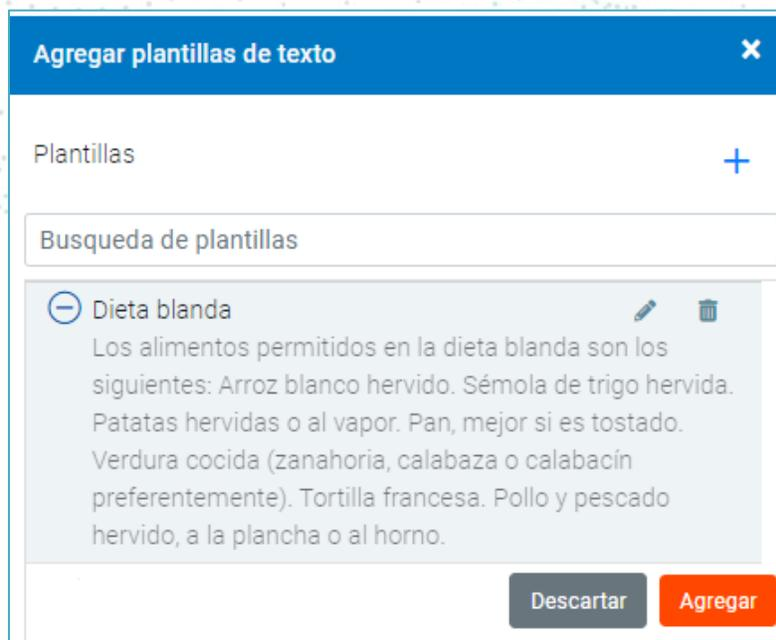 Agregar plantillas de texto
Plantillas
Busqueda de plantillas
Dieta blanda
Los alimentos permitidos en la dieta blanda son los
siguientes: Arroz blanco hervido. Sémola de trigo hervida.
Patatas hervidas o al vapor. Pan, mejor si es tostado.
Verdura cocida (zanahoria, calabaza o calabacín
preferentemente). Tortilla francesa. Pollo y pescado
hervido, a la plancha o al horno.
Descartar Agregar